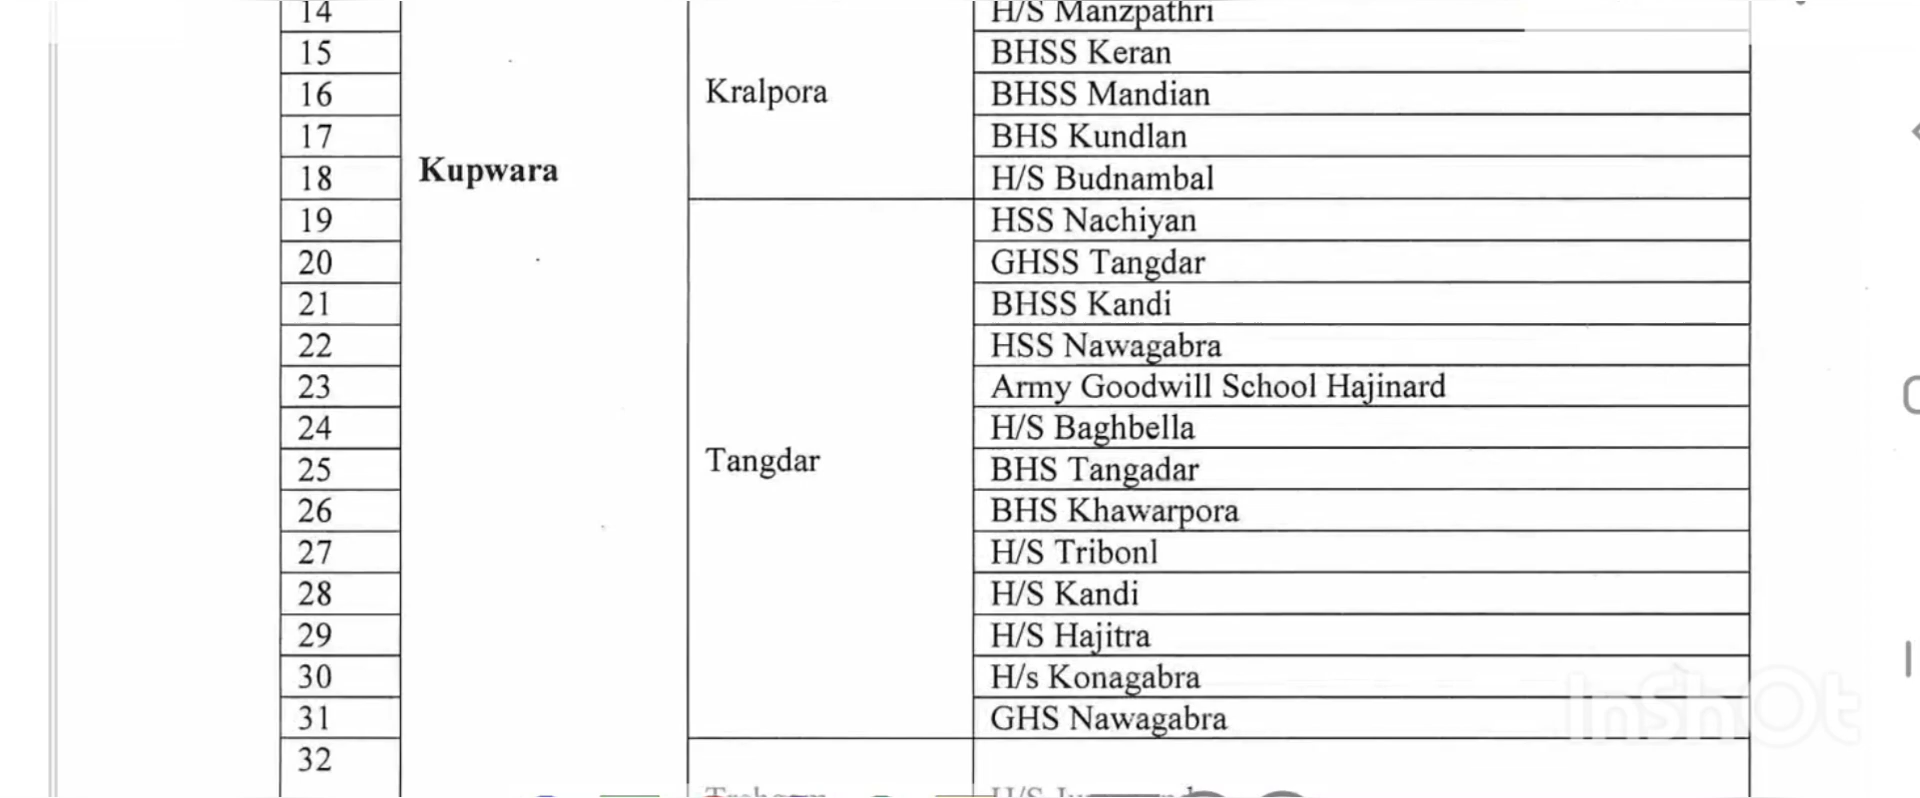 14 H/S Manzpathri
15 BHSS Keran
16 Kralpora BHSS Mandian
17 BHS Kundlan
18 Kupwara H/S Budnambal
19 HSS Nachiyan
20 GHSS Tangdar
21 BHSS Kandi
22 HSS Nawagabra
23 Army Goodwill School Hajinard
24 H/S Baghbella
25 Tangdar BHS Tangadar
26 BHS Khawarpora
27 H/S Tribonl
28 H/S Kandi
29 H/S Hajitra
30 H/s Konagabra
31 GHS Nawagabra
32
H/S
InShOt